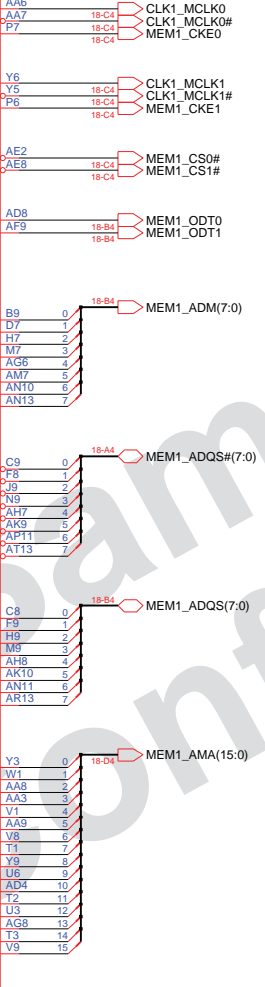 AA6 CLK1_MCLK0
AA7 18-C4 CLK1_MCLK0#
P7 18-C4 MEM1_CKE0
18-C4
Y6 CLK1_MCLK1
Y5 18-C4 CLK1_MCLK1#
P6 18-C4 MEM1_CKE1
18-C4
AE2 MEM1_CS0#
AE8 18-C4 MEM1_CS1#
18-C4
AD8 MEM1_ODT0
AF9 18-B4 MEM1_ODT1
18-B4
18-B4 MEM1_ADM(7:0)
B9 0
D7 1
H7 2
M7 3
AG6 4
AM7 5
AN10 6
AN13 7
18-A4 MEM1_ADQS#(7:0)
C9 0
F8 1
J9 2
N9 3
AH7 4
AK9 5
AP11 6
AT13 7
18-B4 MEM1_ADQS(7:0)
C8 0
F9 1
H9 2
M9 3
AH8 4
AK10 5
AN11 6
AR13 7
18-D4 MEM1_AMA(15:0)
Y3 0
W1 1
AA8 2
AA3 3
V1 4
AA9 5
V8 6
T1 7
Y9 8
U6 9
AD4 10
T2 11
U3 12
AG8 13
T3 14
V9 15